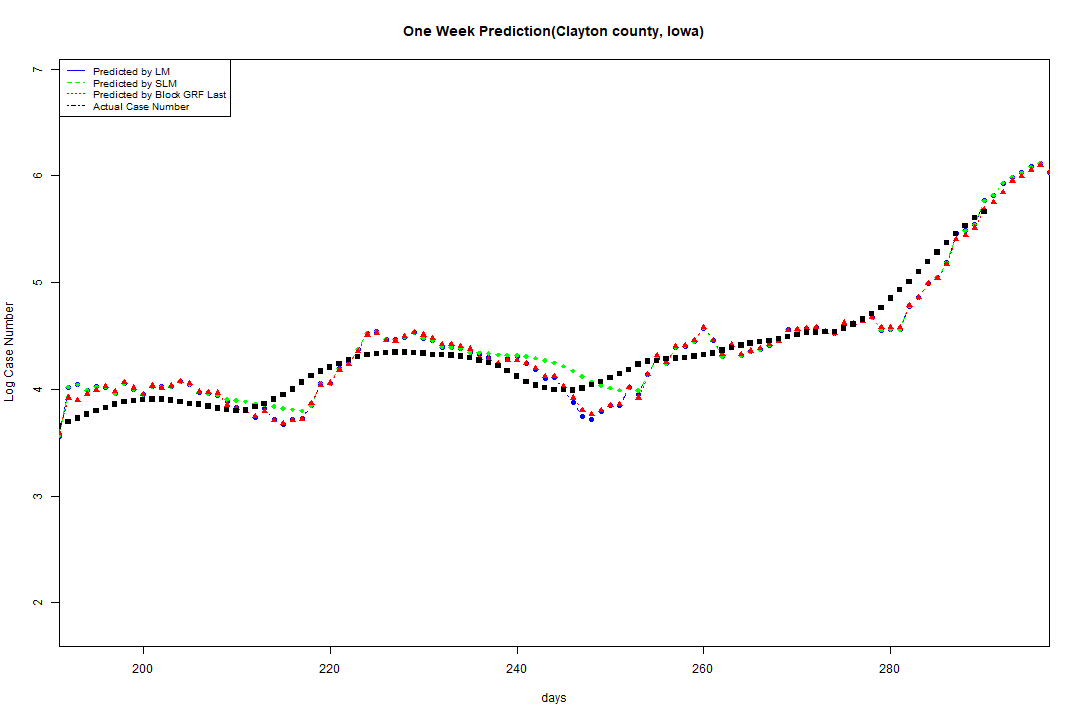 One Week Prediction(Clayton county, Iowa)
Predicted by LM
Predicted by SLM
Predicted by Block GRF Last
Actual Case Number
7
6
5
4
3
2
Log Case Number
200 220 240 260 280
days